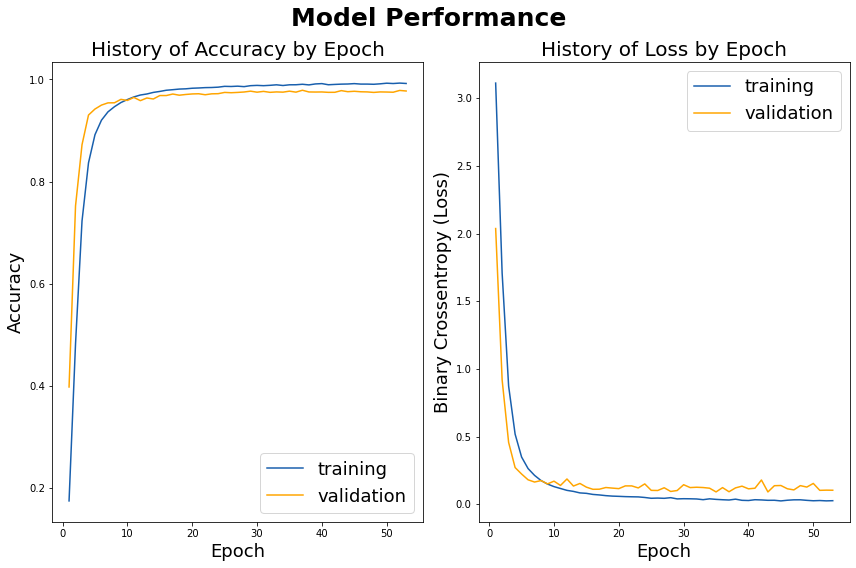 Model Performance
History of Accuracy by Epoch
Accuracy
1.0
0.8
0.6
0.4
0.2
0
10
20
30
40
50
Epoch
training
validation
History of Loss by Epoch
Binary Crossentropy (Loss)
3.0
2.5
2.0
1.5
1.0
0.5
0.0
0
10
20
30
40
50
Epoch
training
validation